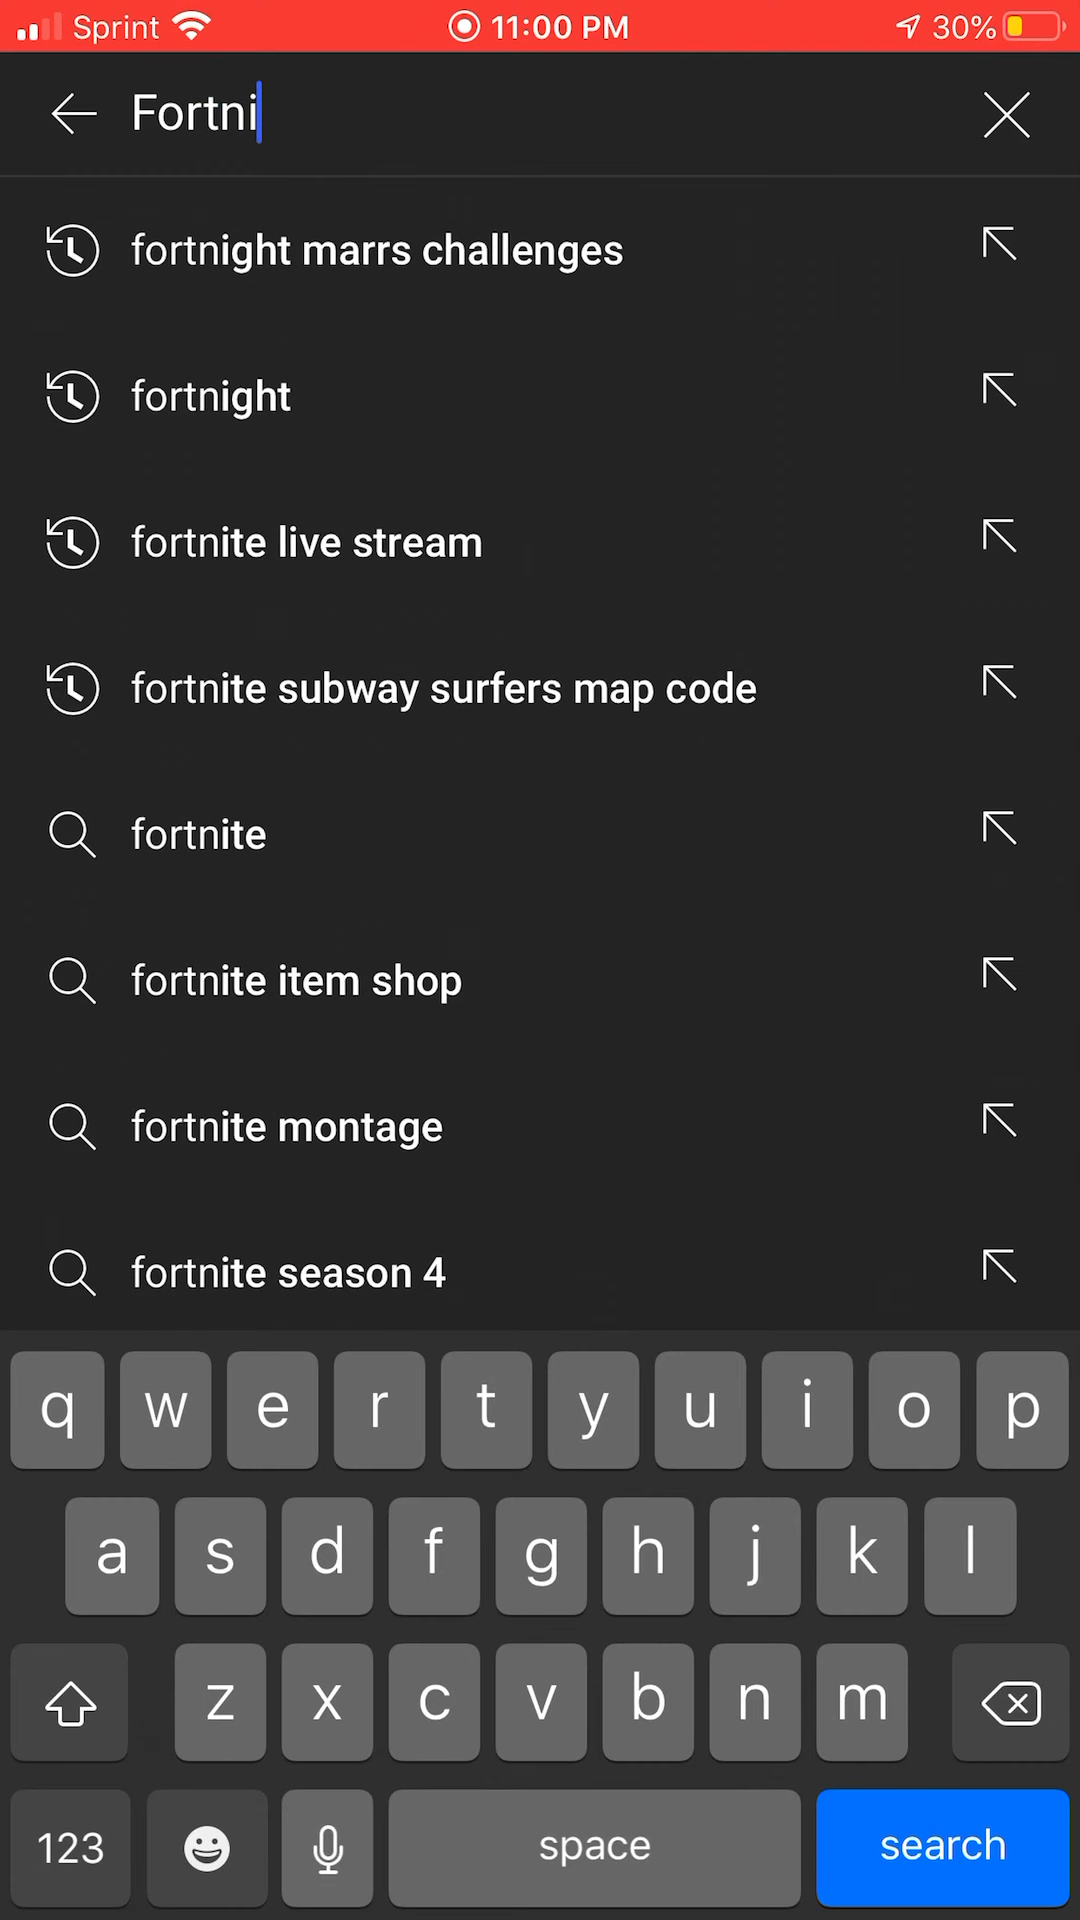 Sprint 11:00 PM 30%
Fortni
fortnight marrs challenges
fortnight
fortnite live stream
fortnite subway surfers map code
fortnite
fortnite item shop
fortnite montage
fortnite season 4
q w e r t y u i o p
a s d f g h j k l
z x c v b n m
123 space search